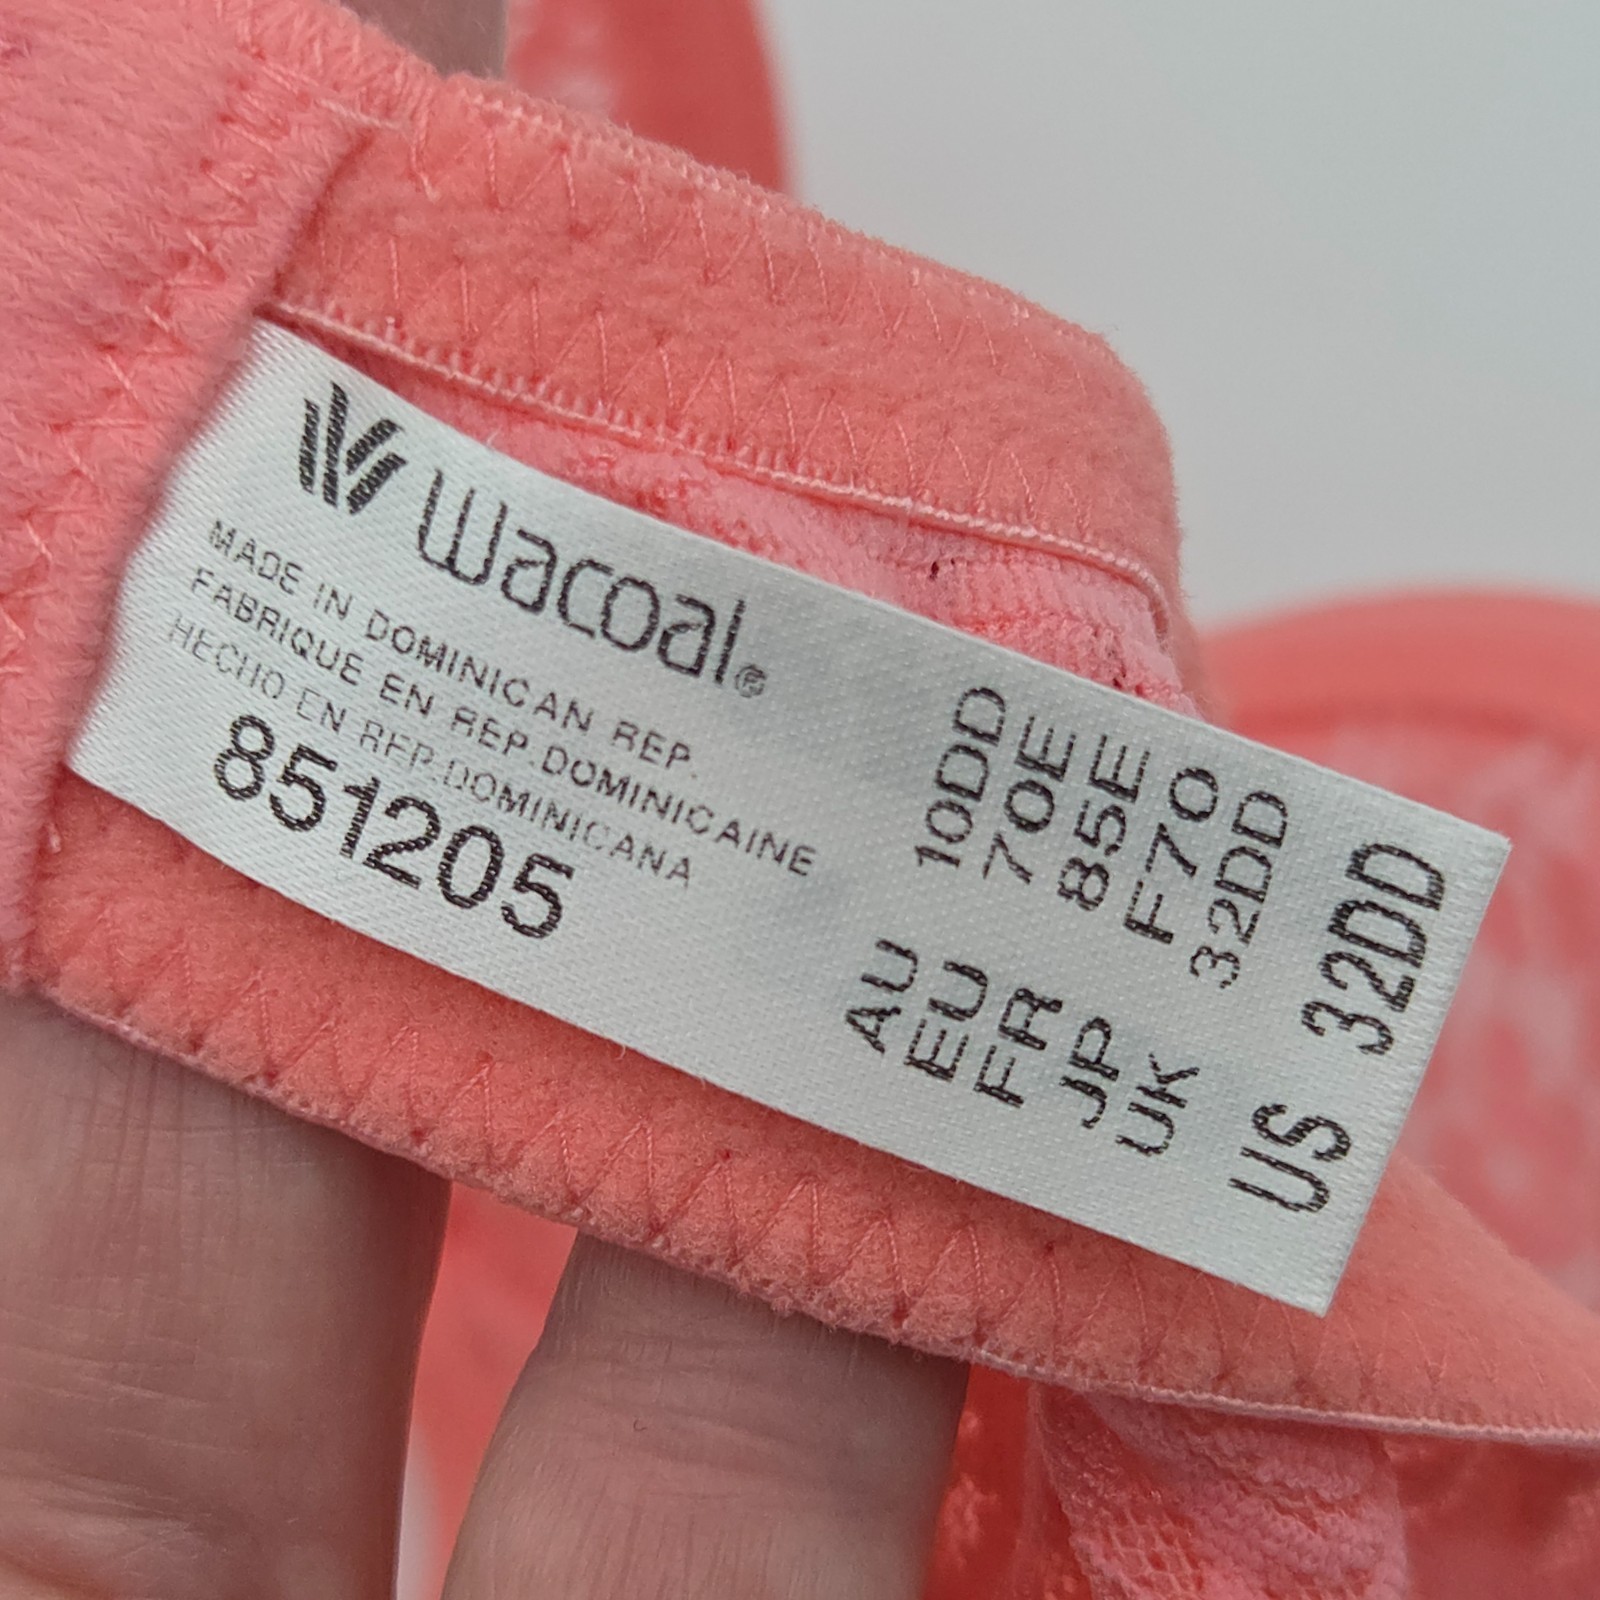 wacoal®
MADE IN DOMINICAN REP.
FABRIQUE EN REP.DOMINICAINE
HECHO EN REP.DOMINICANA
851205
AU 10DD
EU 70E
FR 85E
JP F70
UK 32DD
US 32DD